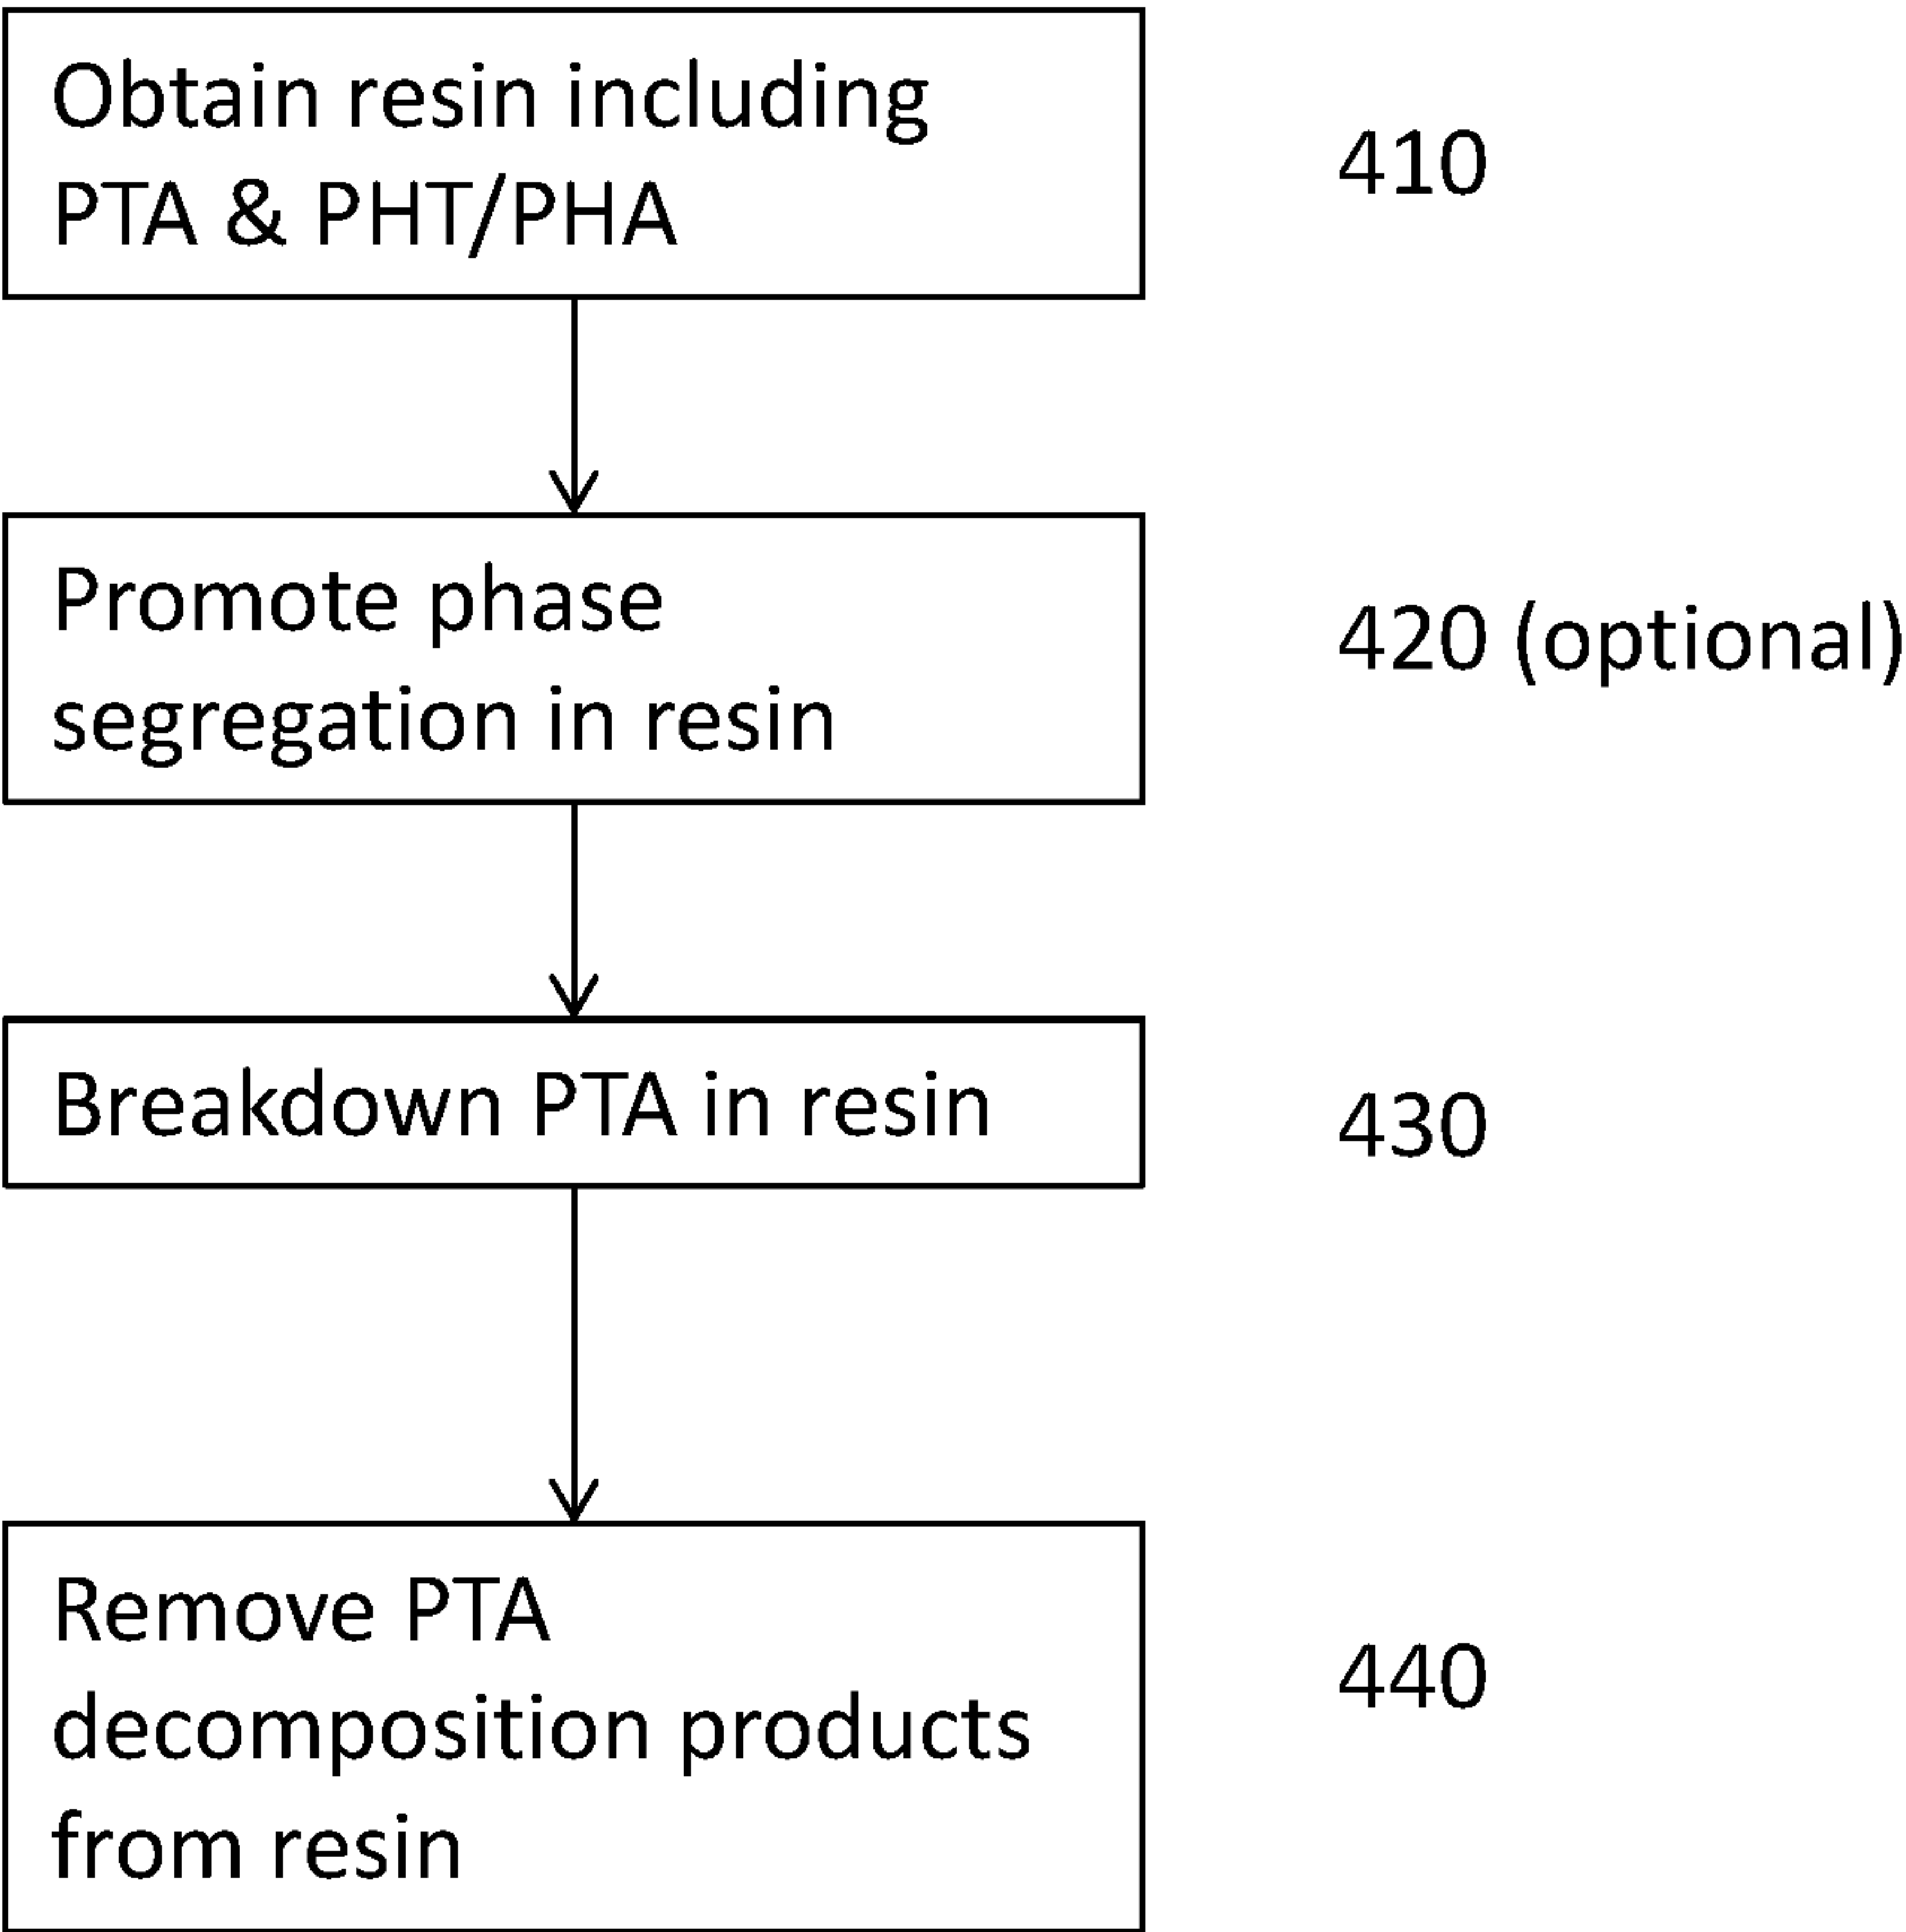 Obtain resin including
PTA & PHT/PHA
410
Promote phase
segregation in resin
420 (optional)
Breakdown PTA in resin
430
Remove PTA
decomposition products
from resin
440